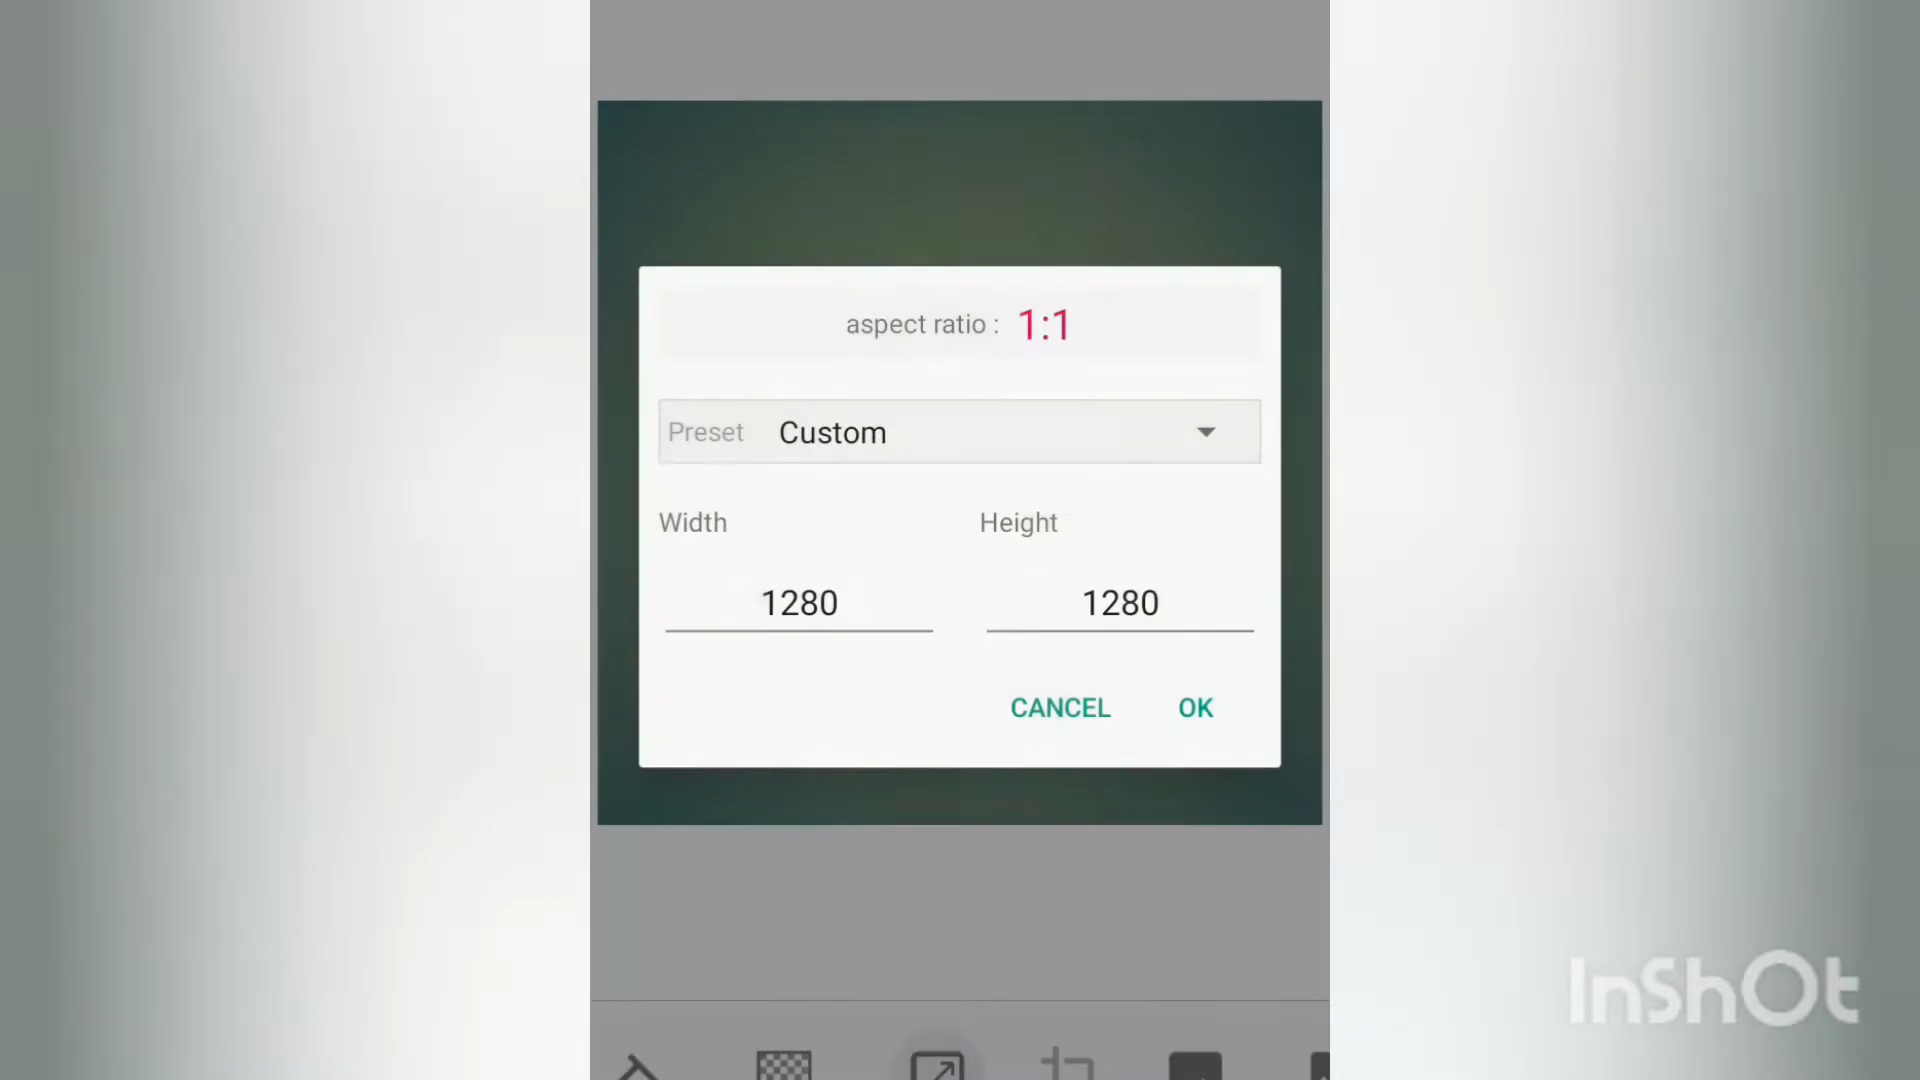 aspect ratio : 1:1
Preset Custom
Width Height
1280 1280
CANCEL OK
InShOt